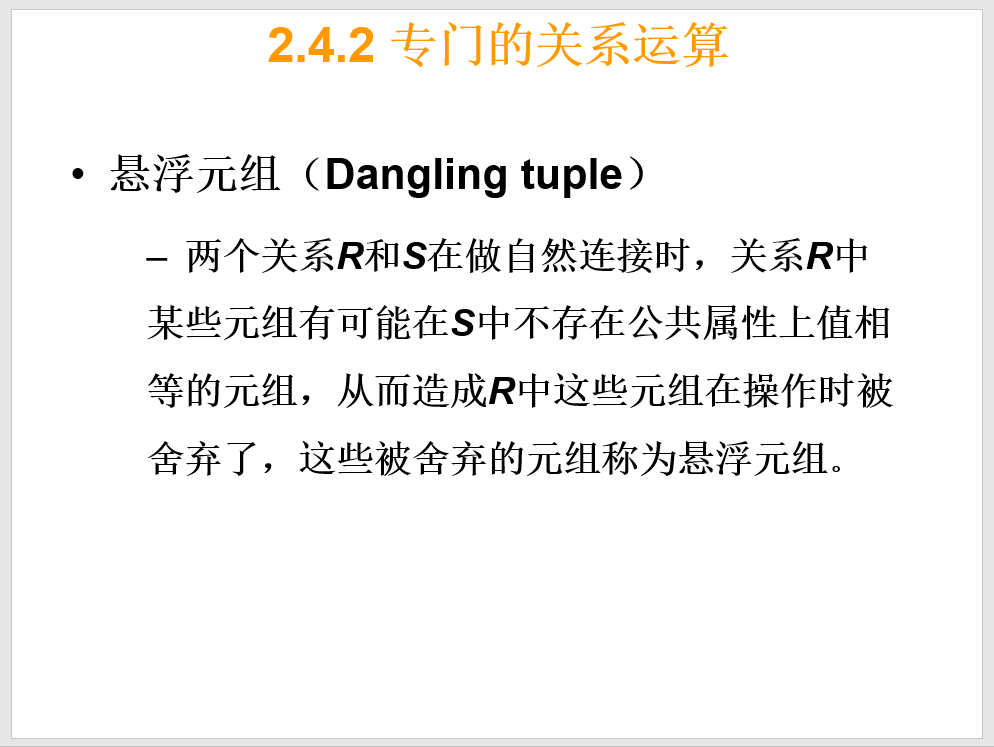 2.4.2 专门的关系运算
• 悬浮元组（Dangling tuple）
– 两个关系R和S在做自然连接时，关系R中
某些元组有可能在S中不存在公共属性上值相
等的元组，从而造成R中这些元组在操作时被
舍弃了，这些被舍弃的元组称为悬浮元组。